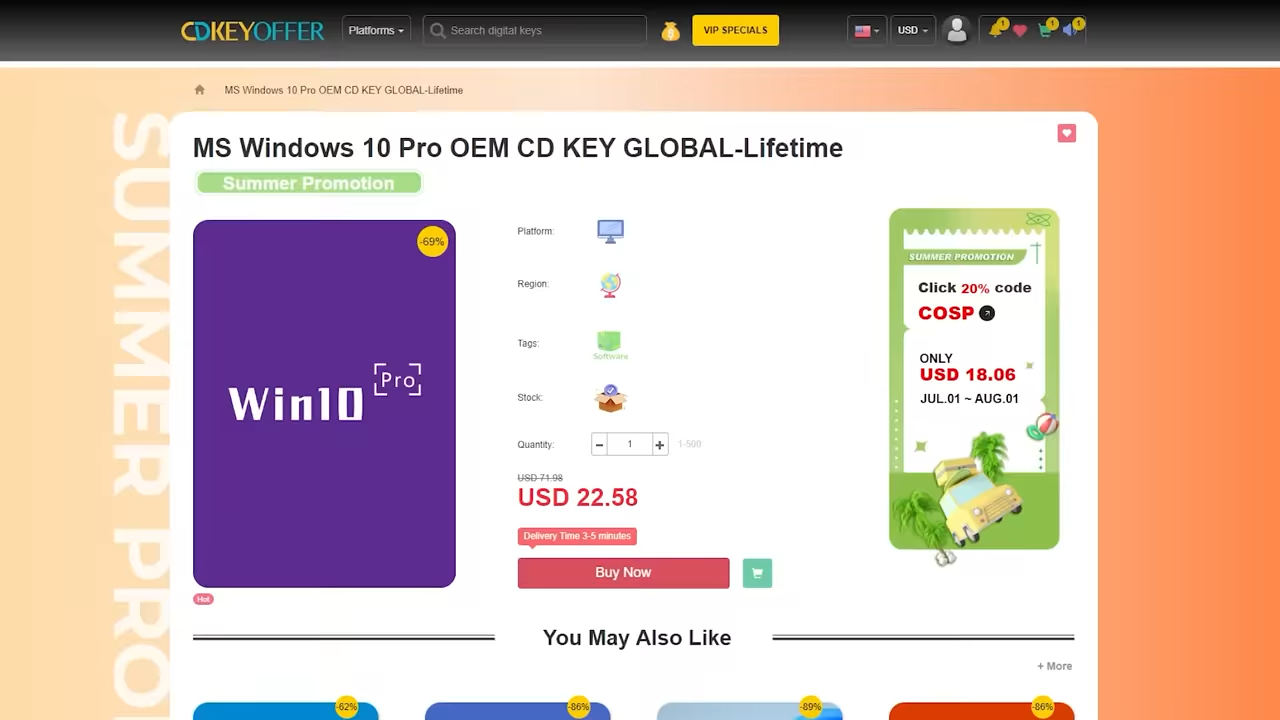 CDKEYOFFER
Platforms
Search digital keys
VIP SPECIALS
USD
1
1
1
MS Windows 10 Pro OEM CD KEY GLOBAL-Lifetime
SUMMER PRO
MS Windows 10 Pro OEM CD KEY GLOBAL-Lifetime
Summer Promotion
-69%
Win10 Pro
Hot
Platform:
Region:
Tags:
Software
Stock:
Quantity:
1
1-500
USD 71.98
USD 22.58
Delivery Time 3-5 minutes
Buy Now
SUMMER PROMOTION
Click 20% code
COSP
ONLY
USD 18.06
JUL.01 ~ AUG.01
You May Also Like
+ More
-62%
-86%
-89%
-86%